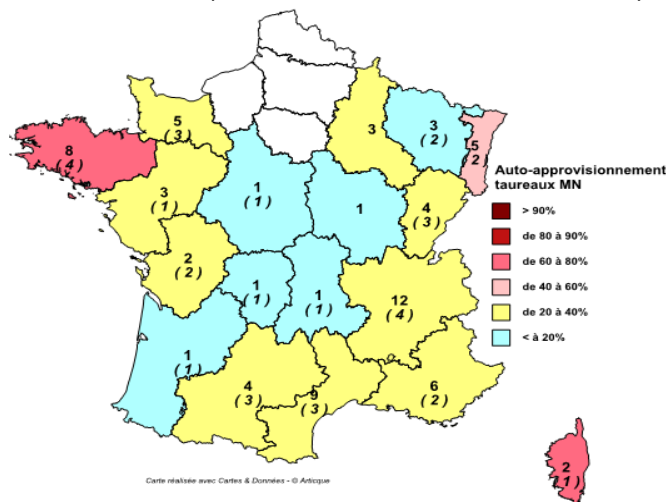 5
( 3 )
3
3
( 2 )
8
( 4 )
5
2 )
Auto-approvisionnement
taureaux MN
3
( 1 )
1
( 1 )
1
4
( 3 )
> 90%
de 80 à 90%
de 60 à 80%
de 40 à 60%
de 20 à 40%
< à 20%
2
( 2 )
1
( 1 )
1
( 1 )
12
( 4 )
1
( 1 )
4
( 3 )
9
( 3 )
6
( 2 )
2
( 1 )
Carte réalisée avec Cartes & Données - © Articque